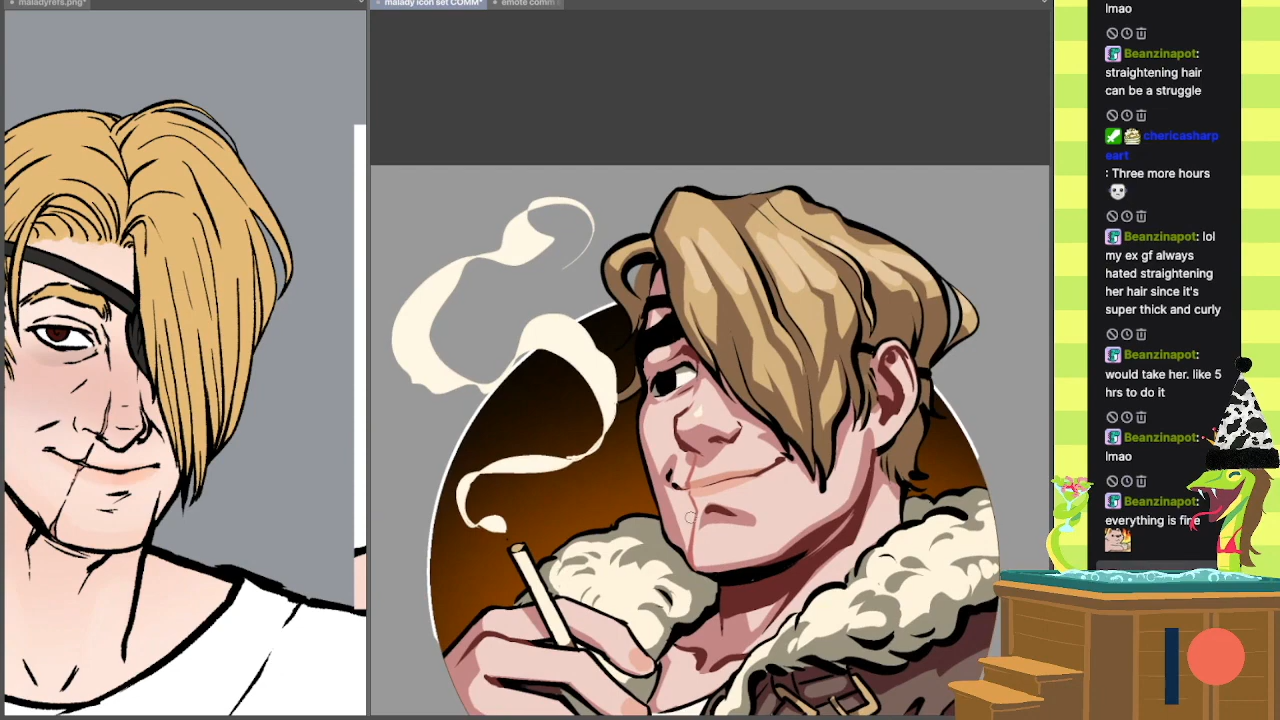 maladyrefs.png*
malady icon set COMM*
emote comm
lmao
Beanzinapot:
straightening hair
can be a struggle
chericasharp
eart
: Three more hours
Beanzinapot: lol
my ex gf always
hated straightening
her hair since it's
super thick and curly
Beanzinapot:
would take her. like 5
hrs to do it
Beanzinapot:
lmao
Beanzinapot:
everything is fine